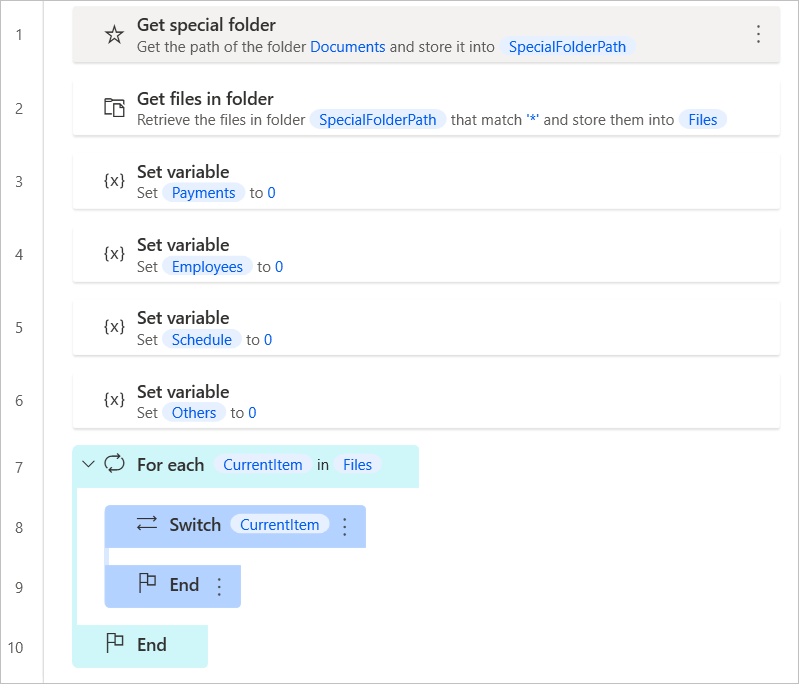 1
Get special folder
Get the path of the folder Documents and store it into SpecialFolderPath
2
Get files in folder
Retrieve the files in folder SpecialFolderPath that match '*' and store them into Files
3
{x} Set variable
Set Payments to 0
4
{x} Set variable
Set Employees to 0
5
{x} Set variable
Set Schedule to 0
6
{x} Set variable
Set Others to 0
7 For each CurrentItem in Files
8 Switch CurrentItem
9 End
10 End